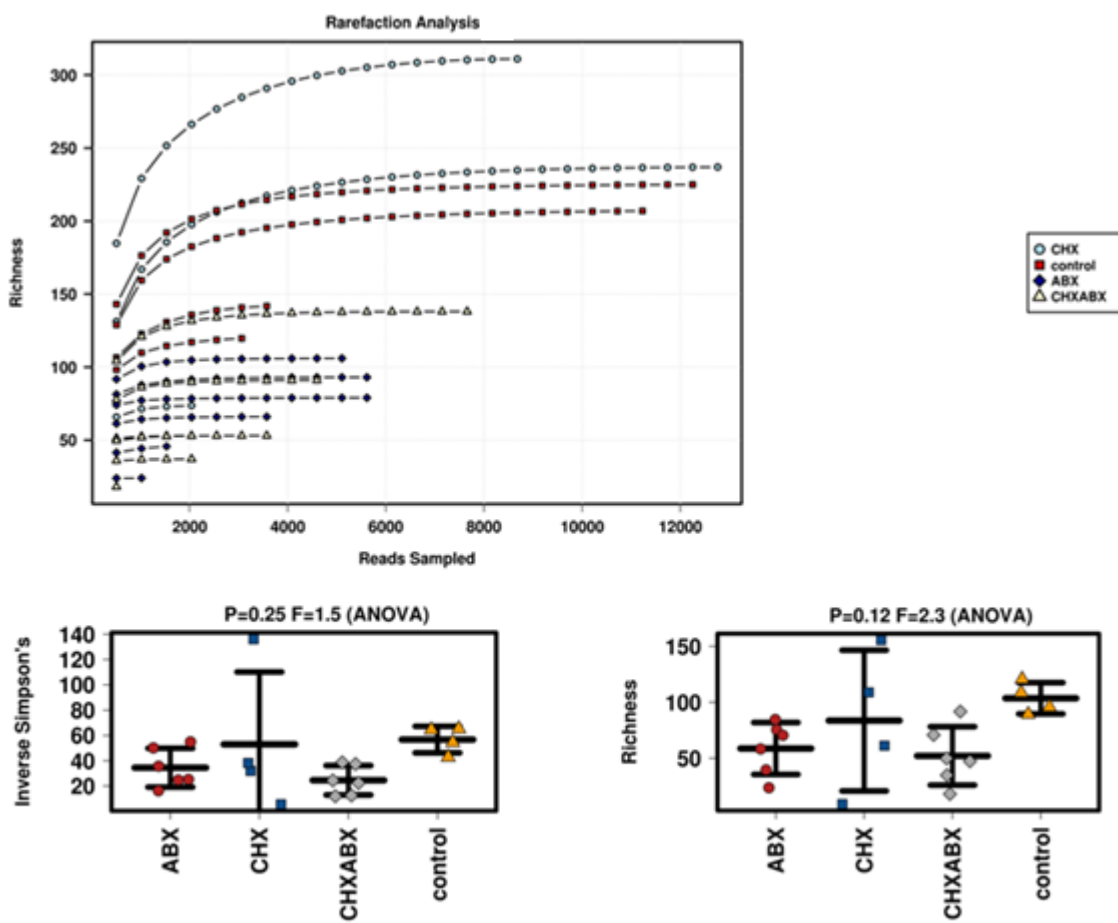 Rarefaction Analysis
300
250
200
150
100
50
Richness
2000 4000 6000 8000 10000 12000
Reads Sampled
CHX
control
ABX
CHXABX
P=0.25 F=1.5 (ANOVA)
140
120
100
80
60
40
20
Inverse Simpson's
ABX
CHX
CHXABX
control
P=0.12 F=2.3 (ANOVA)
150
100
50
Richness
ABX
CHX
CHXABX
control